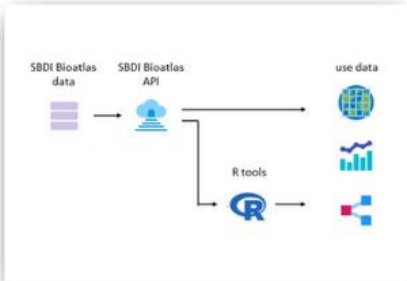 SBDI Bioatlas
data
SBDI Bioatlas
API
use data
R tools
R